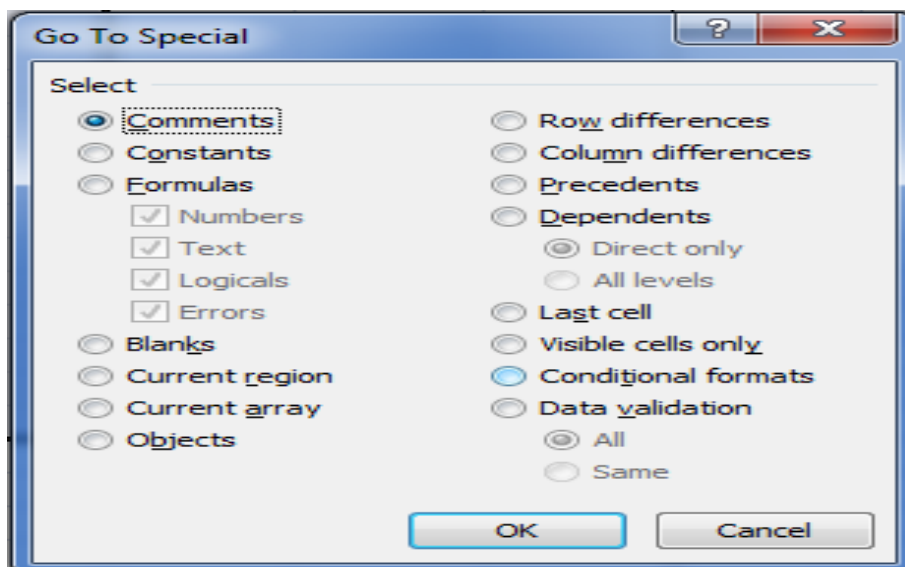 Go To Special
?
Select
Comments
Constants
Formulas
Numbers
Text
Logicals
Errors
Blanks
Current region
Current array
Objects
Row differences
Column differences
Precedents
Dependents
Direct only
All levels
Last cell
Visible cells only
Conditional formats
Data validation
All
Same
OK
Cancel